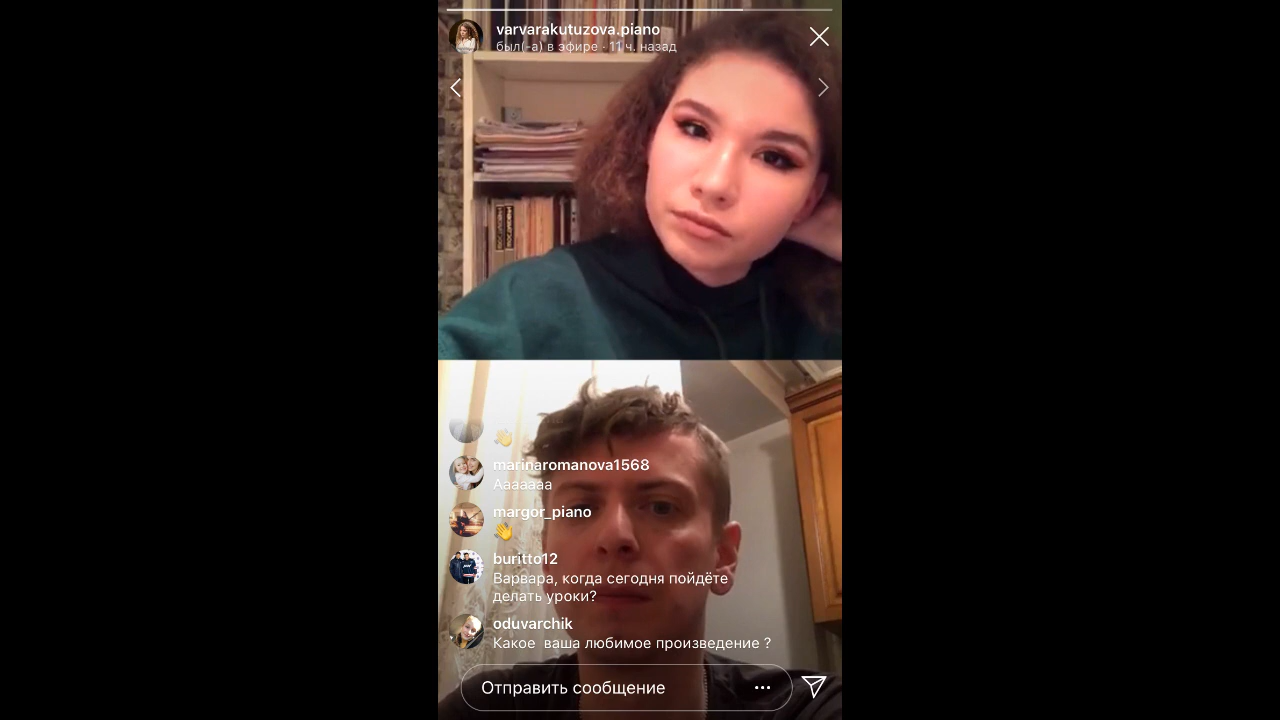 varvarakutuzova.piano
был(-а) в эфире · 11 ч. назад
marinaromanova1568
Ааааааа
margor_piano
buritto12
Варвара, когда сегодня пойдёте
делать уроки?
oduvarchik
Какое ваша любимое произведение ?
Отправить сообщение